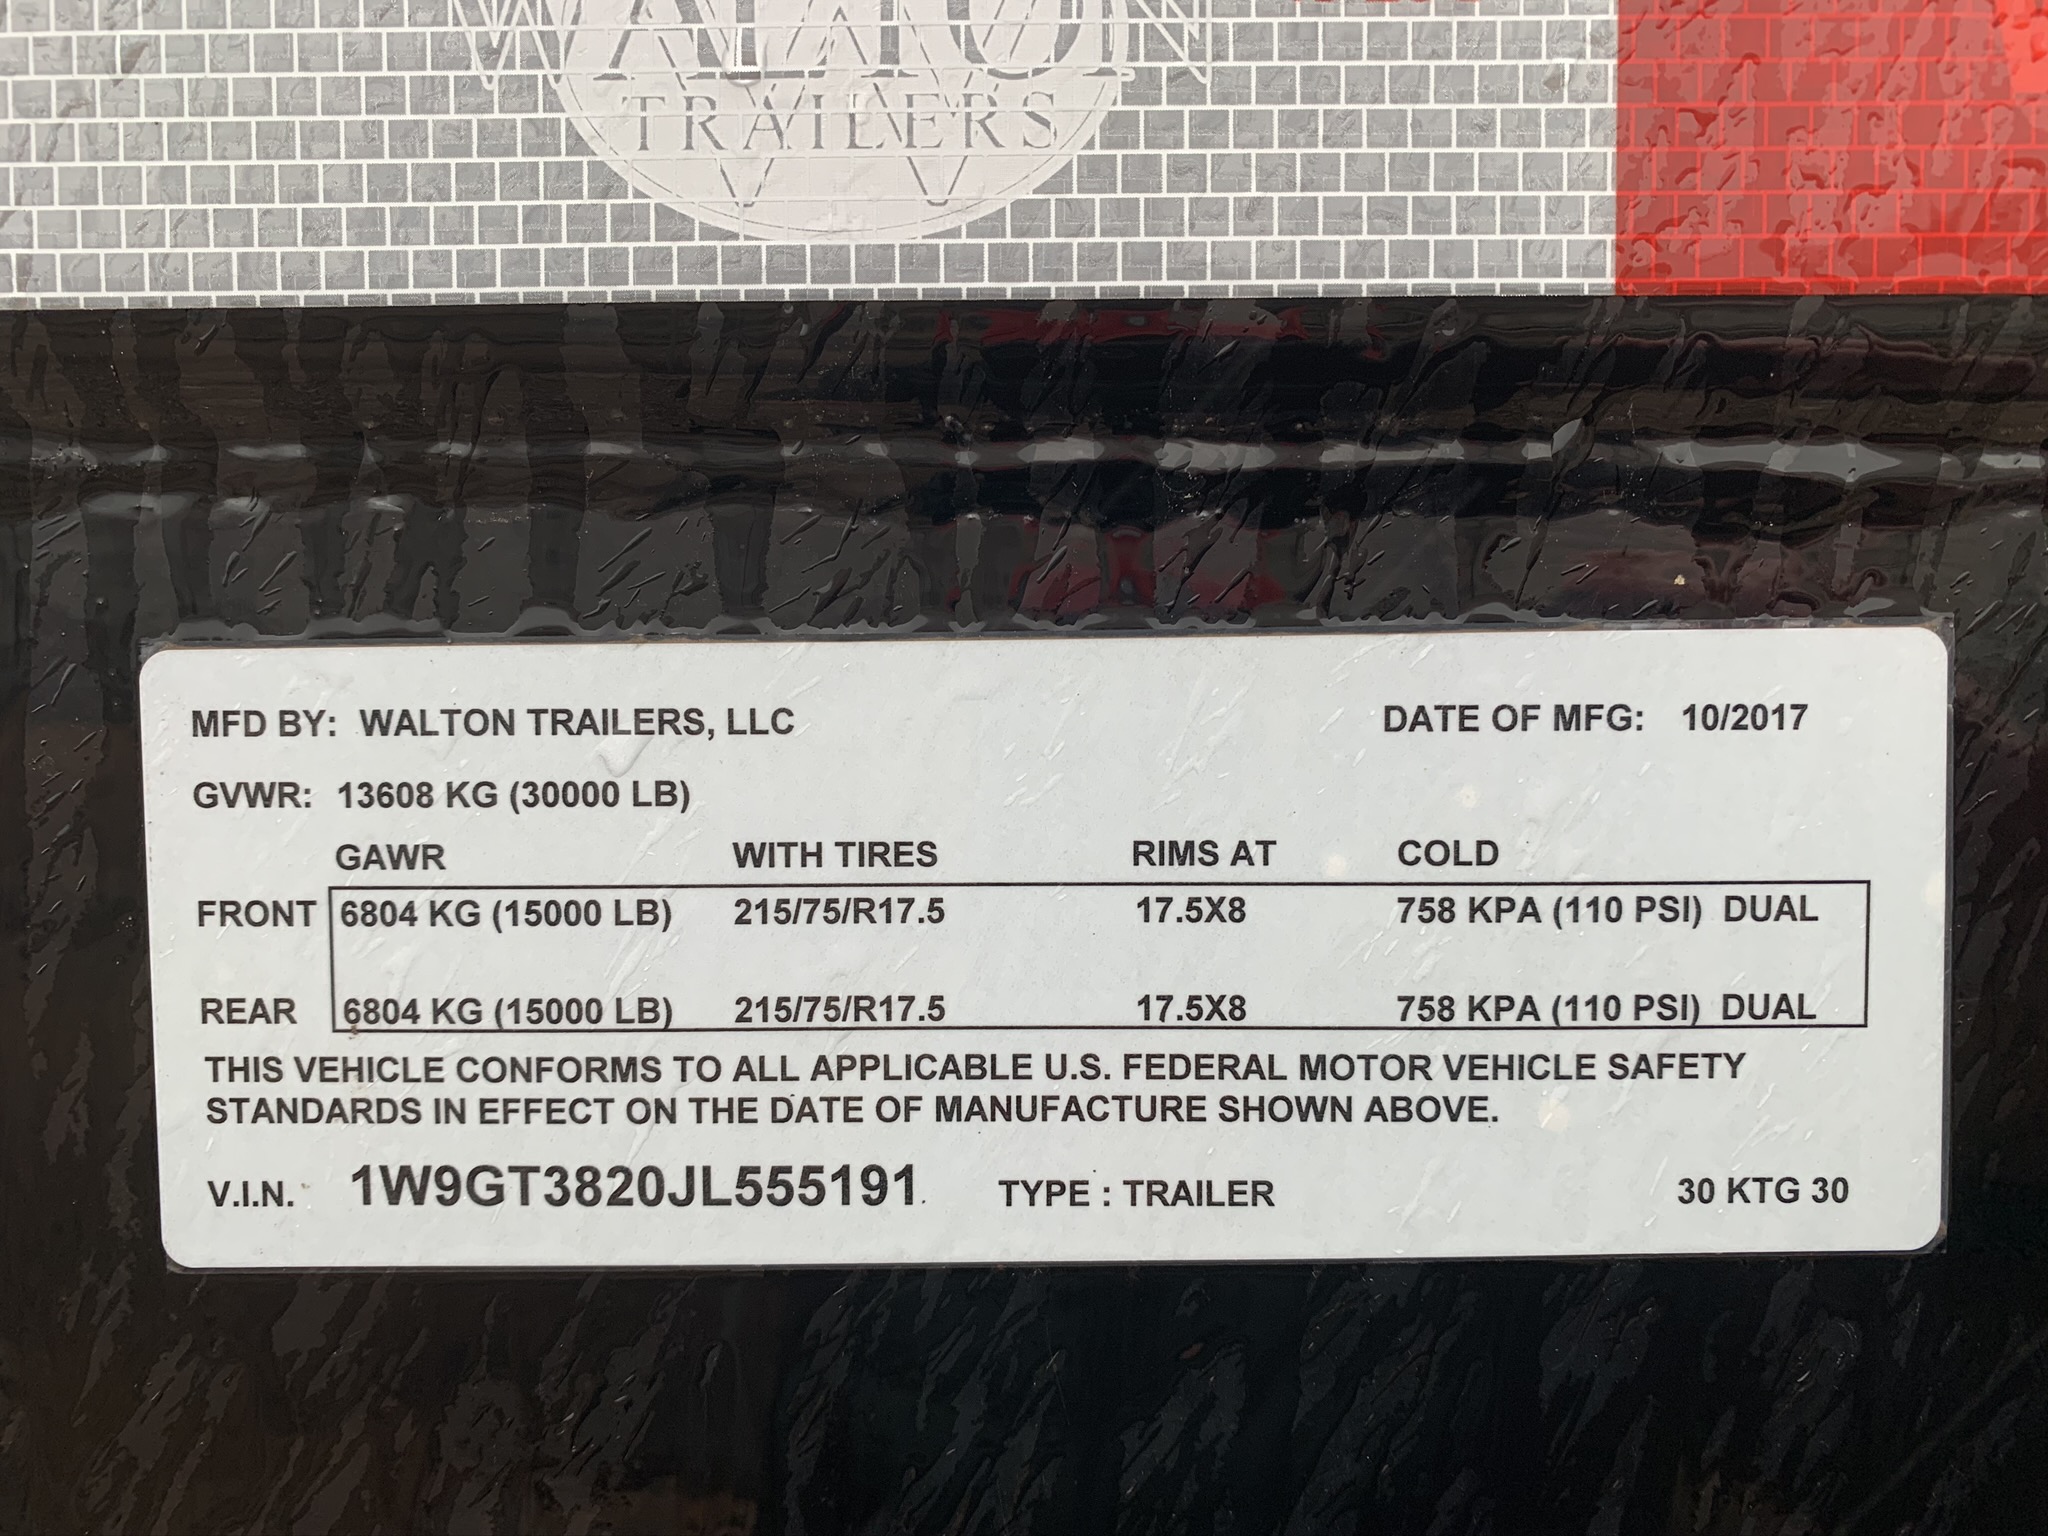 WALTON
TRAILERS
MFD BY: WALTON TRAILERS, LLC DATE OF MFG: 10/2017
GVWR: 13608 KG (30000 LB)
GAWR WITH TIRES RIMS AT COLD
FRONT 6804 KG (15000 LB) 215/75/R17.5 17.5X8 758 KPA (110 PSI) DUAL
REAR 6804 KG (15000 LB) 215/75/R17.5 17.5X8 758 KPA (110 PSI) DUAL
THIS VEHICLE CONFORMS TO ALL APPLICABLE U.S. FEDERAL MOTOR VEHICLE SAFETY
STANDARDS IN EFFECT ON THE DATE OF MANUFACTURE SHOWN ABOVE.
V.I.N. 1W9GT3820JL555191 TYPE : TRAILER 30 KTG 30